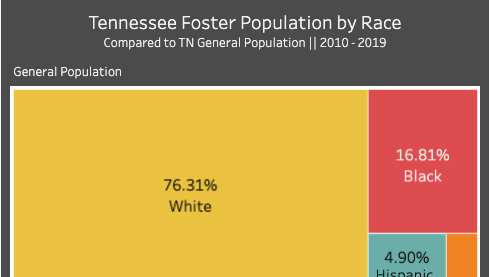 Tennessee Foster Population by Race
Compared to TN General Population || 2010 - 2019
General Population
76.31%
White
16.81%
Black
4.90%
Hispanic